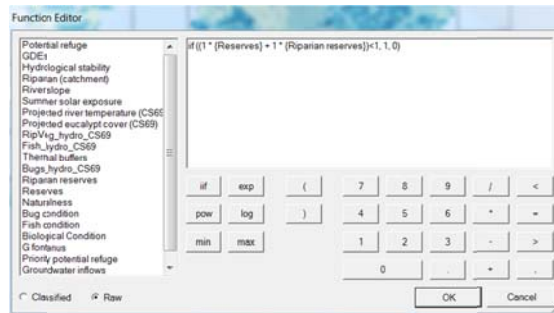 Function Editor
Potential refuge
GDEs
Hydrological stability
Riparian (catchment)
Riverslope
Summer solar exposure
Projected river temperature (CS69
Projected eucalypt cover (CS69)
RipVeg_hydro_CS69
Fish_hydro_CS69
Thermal buffers
Bugs_hydro_CS69
Riparian reserves
Reserves
Naturalness
Bug condition
Fish condition
Biological Condition
G fontanus
Priority potential refuge
Groundwater inflows
iif ((1 * {Reserves} + 1 * {Riparian reserves})<1, 1, 0)
iif exp ( 7 8 9 / <
pow log ) 4 5 6 * =
min max 1 2 3 - >
0 . + ,
Classified Raw
OK Cancel